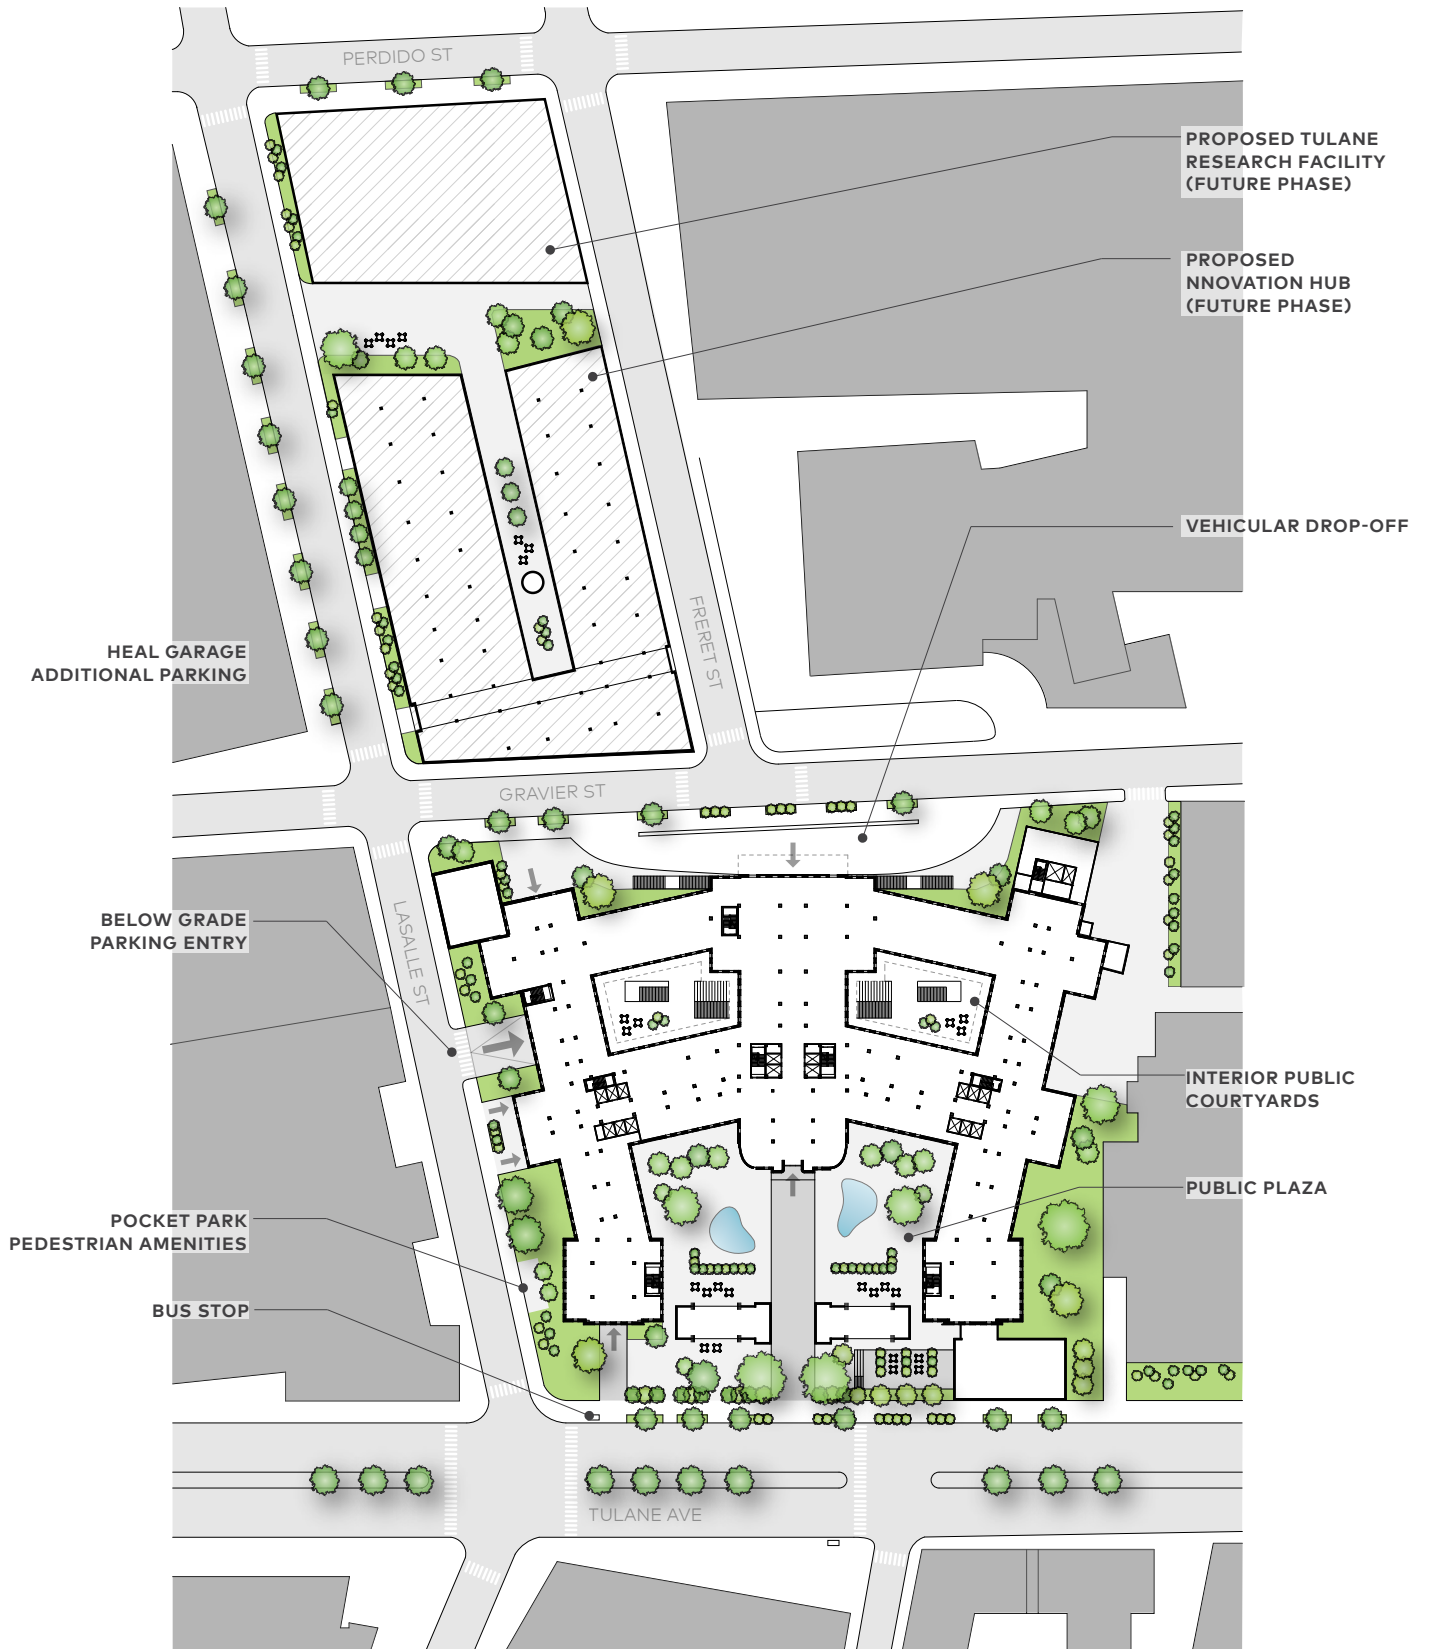 PERDIDO ST
PROPOSED TULANE
RESEARCH FACILITY
(FUTURE PHASE)
PROPOSED
NNOVATION HUB
(FUTURE PHASE)
VEHICULAR DROP-OFF
FRERET ST
HEAL GARAGE
ADDITIONAL PARKING
GRAVIER ST
BELOW GRADE
PARKING ENTRY
LASALLE ST
INTERIOR PUBLIC
COURTYARDS
PUBLIC PLAZA
POCKET PARK
PEDESTRIAN AMENITIES
BUS STOP
TULANE AVE